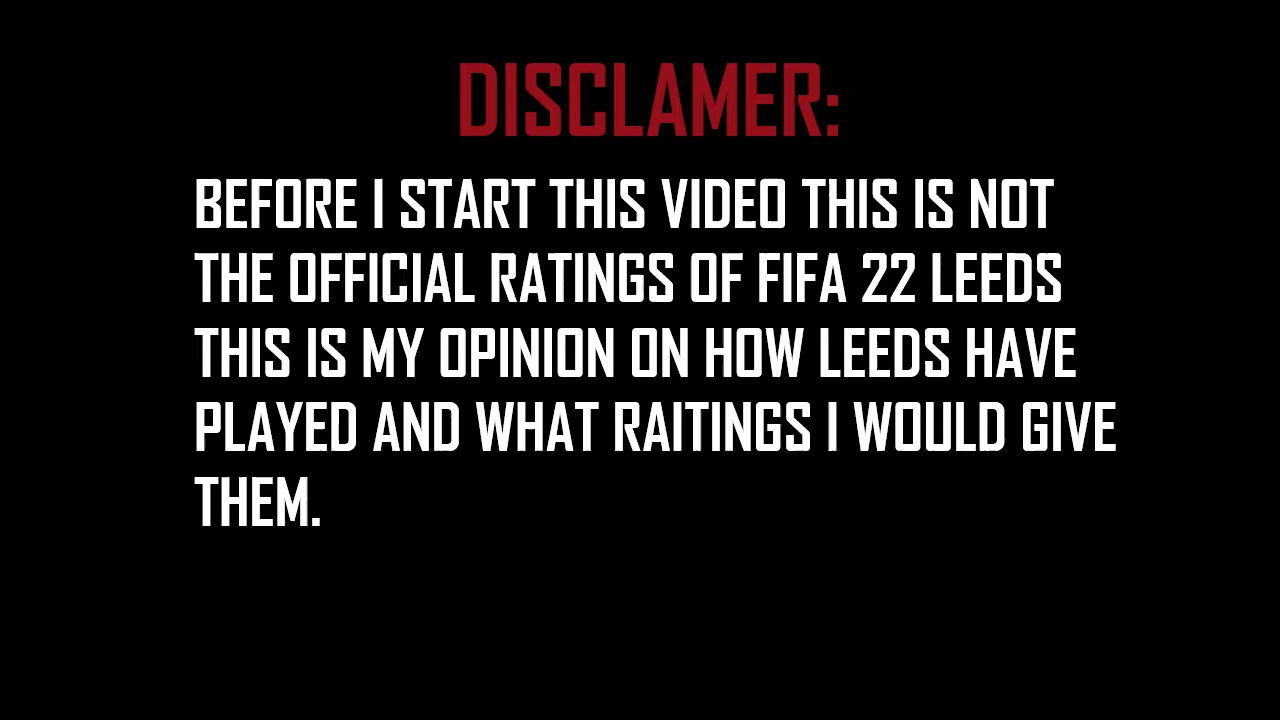 DISCLAMER:
BEFORE I START THIS VIDEO THIS IS NOT
THE OFFICIAL RATINGS OF FIFA 22 LEEDS
THIS IS MY OPINION ON HOW LEEDS HAVE
PLAYED AND WHAT RAITINGS I WOULD GIVE
THEM.